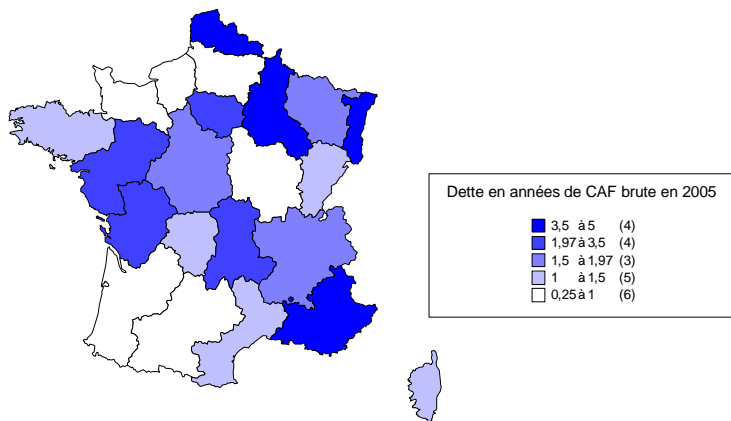 Dette en années de CAF brute en 2005
3,5 à 5 (4)
1,97 à 3,5 (4)
1,5 à 1,97 (3)
1 à 1,5 (5)
0,25 à 1 (6)